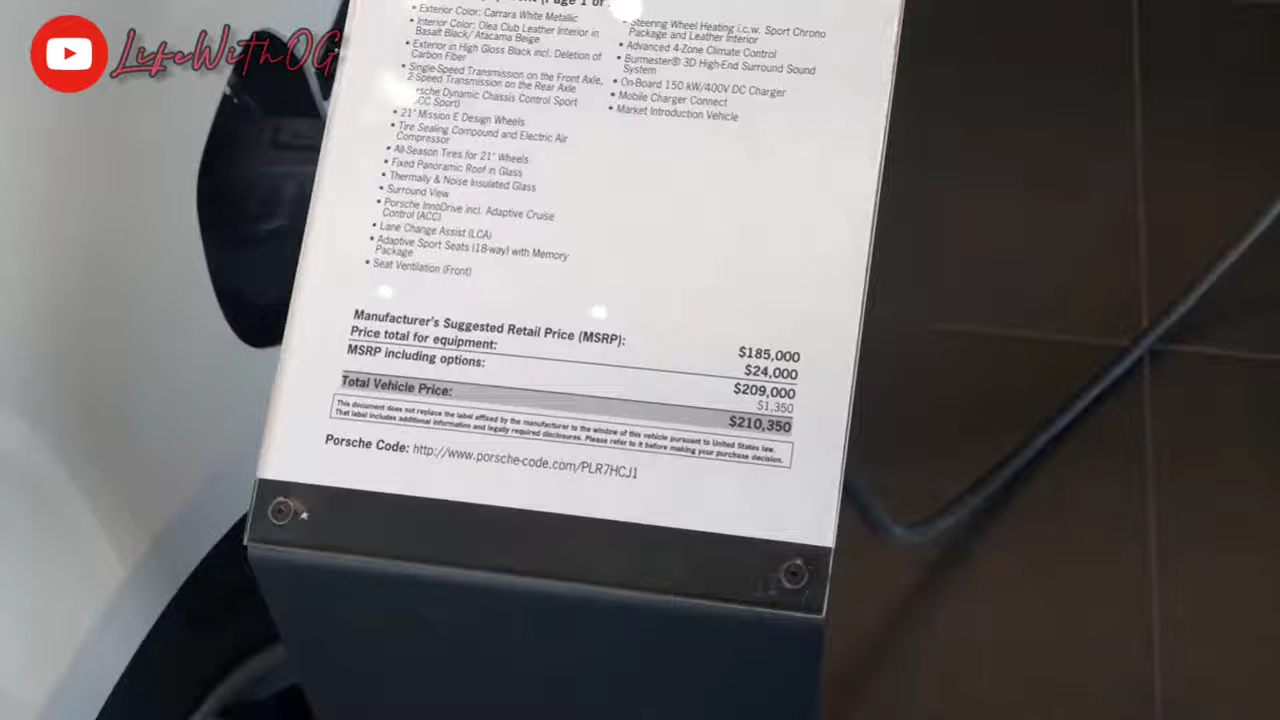 LifeWithOG
(Page 1 of
• Exterior Color: Carrara White Metallic
• Interior Color: Olea Club Leather Interior in
Basalt Black/ Atacama Beige
• Exterior in High Gloss Black incl. Deletion of
Carbon Fiber
• Single-Speed Transmission on the Front Axle,
2-Speed Transmission on the Rear Axle
Dynamic Chassis Control Sport
Sport)
• 21" Mission E Design Wheels
• Tire Sealing Compound and Electric Air
Compressor
• All-Season Tires for 21" Wheels
• Fixed Panoramic Roof in Glass
• Thermally & Noise Insulated Glass
• Surround View
• Porsche InnoDrive incl. Adaptive Cruise
Control (ACC)
• Lane Change Assist (LCA)
• Adaptive Sport Seats (18-way) with Memory
Package
• Seat Ventilation (Front)
• Steering Wheel Heating i.c.w. Sport Chrono
Package and Leather Interior
• Advanced 4-Zone Climate Control
• Burmester® 3D High-End Surround Sound
System
• On-Board 150 kW/400V DC Charger
• Mobile Charger Connect
• Market Introduction Vehicle
Manufacturer's Suggested Retail Price (MSRP): $185,000
Price total for equipment: $24,000
MSRP including options: $209,000
$1,350
Total Vehicle Price: $210,350
This document does not replace the label affixed by the manufacturer to the window of this vehicle pursuant to United States law.
That label includes additional information and legally required disclosures. Please refer to it before making your purchase decision.
Porsche Code: http://www.porsche-code.com/PLR7HCJ1